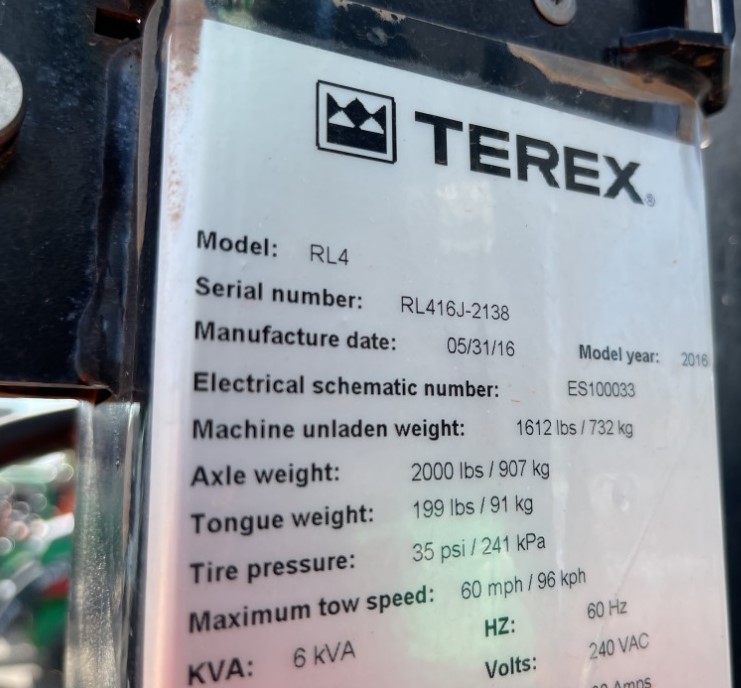 TEREX®
Model: RL4
Serial number: RL416J-2138
Manufacture date: 05/31/16 Model year: 2016
Electrical schematic number: ES100033
Machine unladen weight: 1612 lbs / 732 kg
Axle weight: 2000 lbs / 907 kg
Tongue weight: 199 lbs / 91 kg
Tire pressure: 35 psi / 241 kPa
Maximum tow speed: 60 mph / 96 kph
HZ: 60 Hz
KVA: 6 kVA
Volts: 240 VAC
Amps